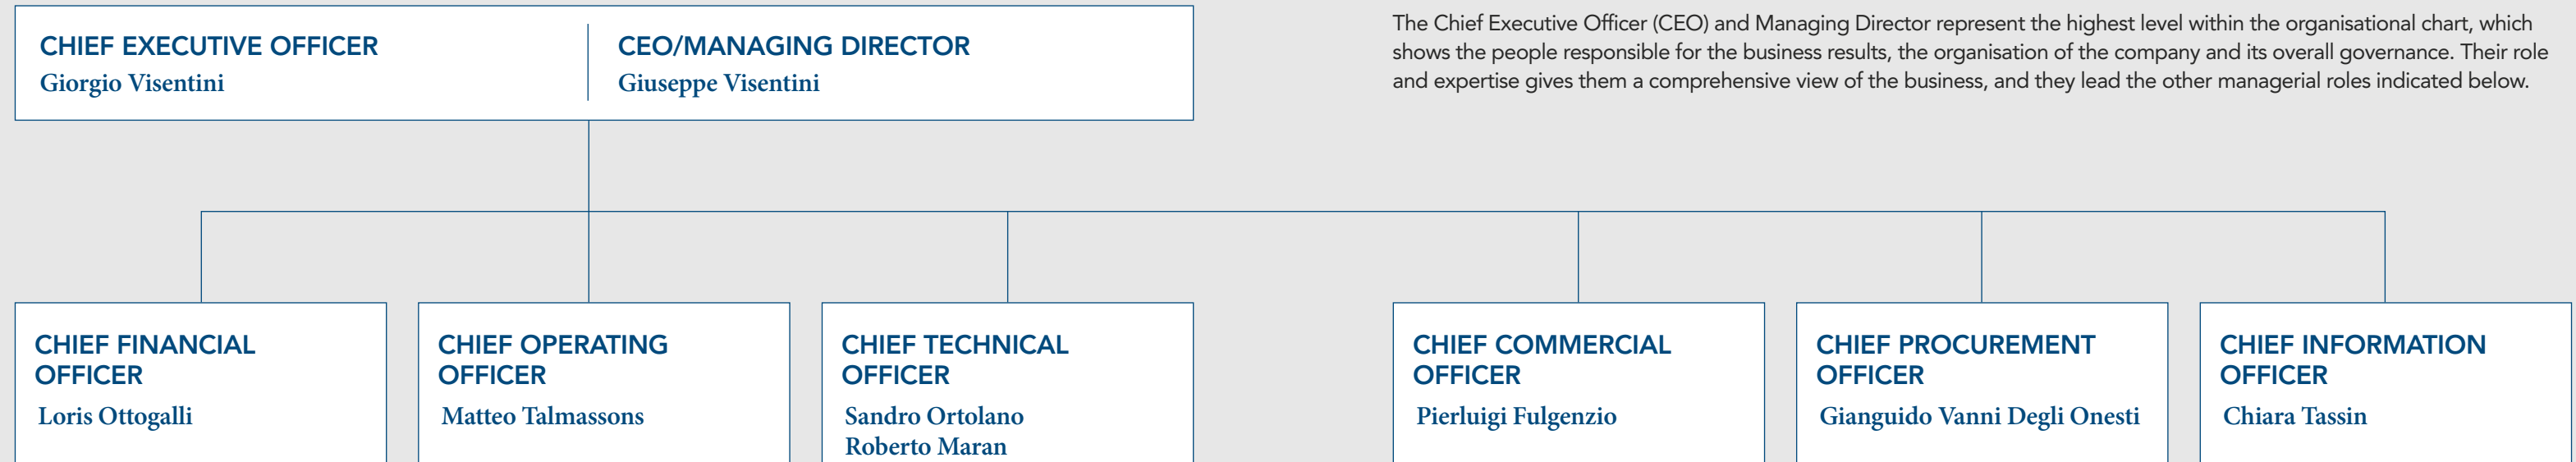 CHIEF EXECUTIVE OFFICER
Giorgio Visentini
CEO/MANAGING DIRECTOR
Giuseppe Visentini
The Chief Executive Officer (CEO) and Managing Director represent the highest level within the organisational chart, which
shows the people responsible for the business results, the organisation of the company and its overall governance. Their role
and expertise gives them a comprehensive view of the business, and they lead the other managerial roles indicated below.
CHIEF FINANCIAL
OFFICER
Loris Ottogalli
CHIEF OPERATING
OFFICER
Matteo Talmassons
CHIEF TECHNICAL
OFFICER
Sandro Ortolano
Roberto Maran
CHIEF COMMERCIAL
OFFICER
Pierluigi Fulgenzio
CHIEF PROCUREMENT
OFFICER
Gianguido Vanni Degli Onesti
CHIEF INFORMATION
OFFICER
Chiara Tassin